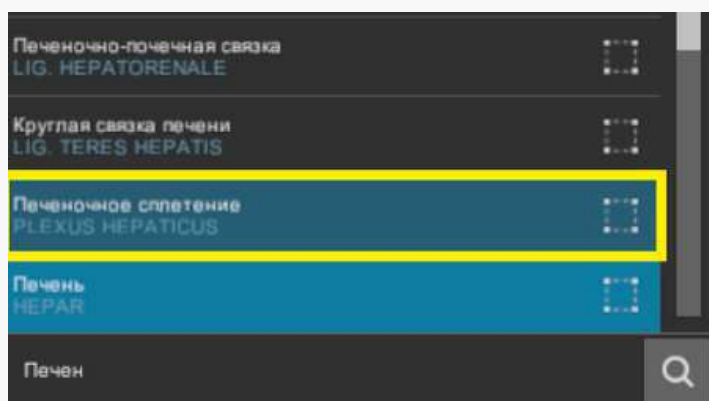 Печеночно-почечная связка
LIG. HEPATORENALE
Круглая связка печени
LIG. TERES HEPATIS
Печеночное сплетение
PLEXUS HEPATICUS
Печень
HEPAR
Печен